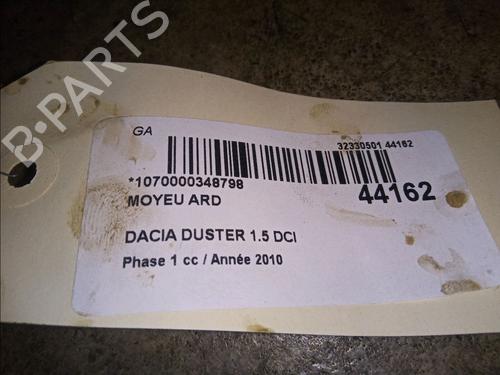 B-PARTS
GA
32330501 44162
*1070000348798
44162
MOYEU ARD
DACIA DUSTER 1.5 DCI
Phase 1 cc / Année 2010